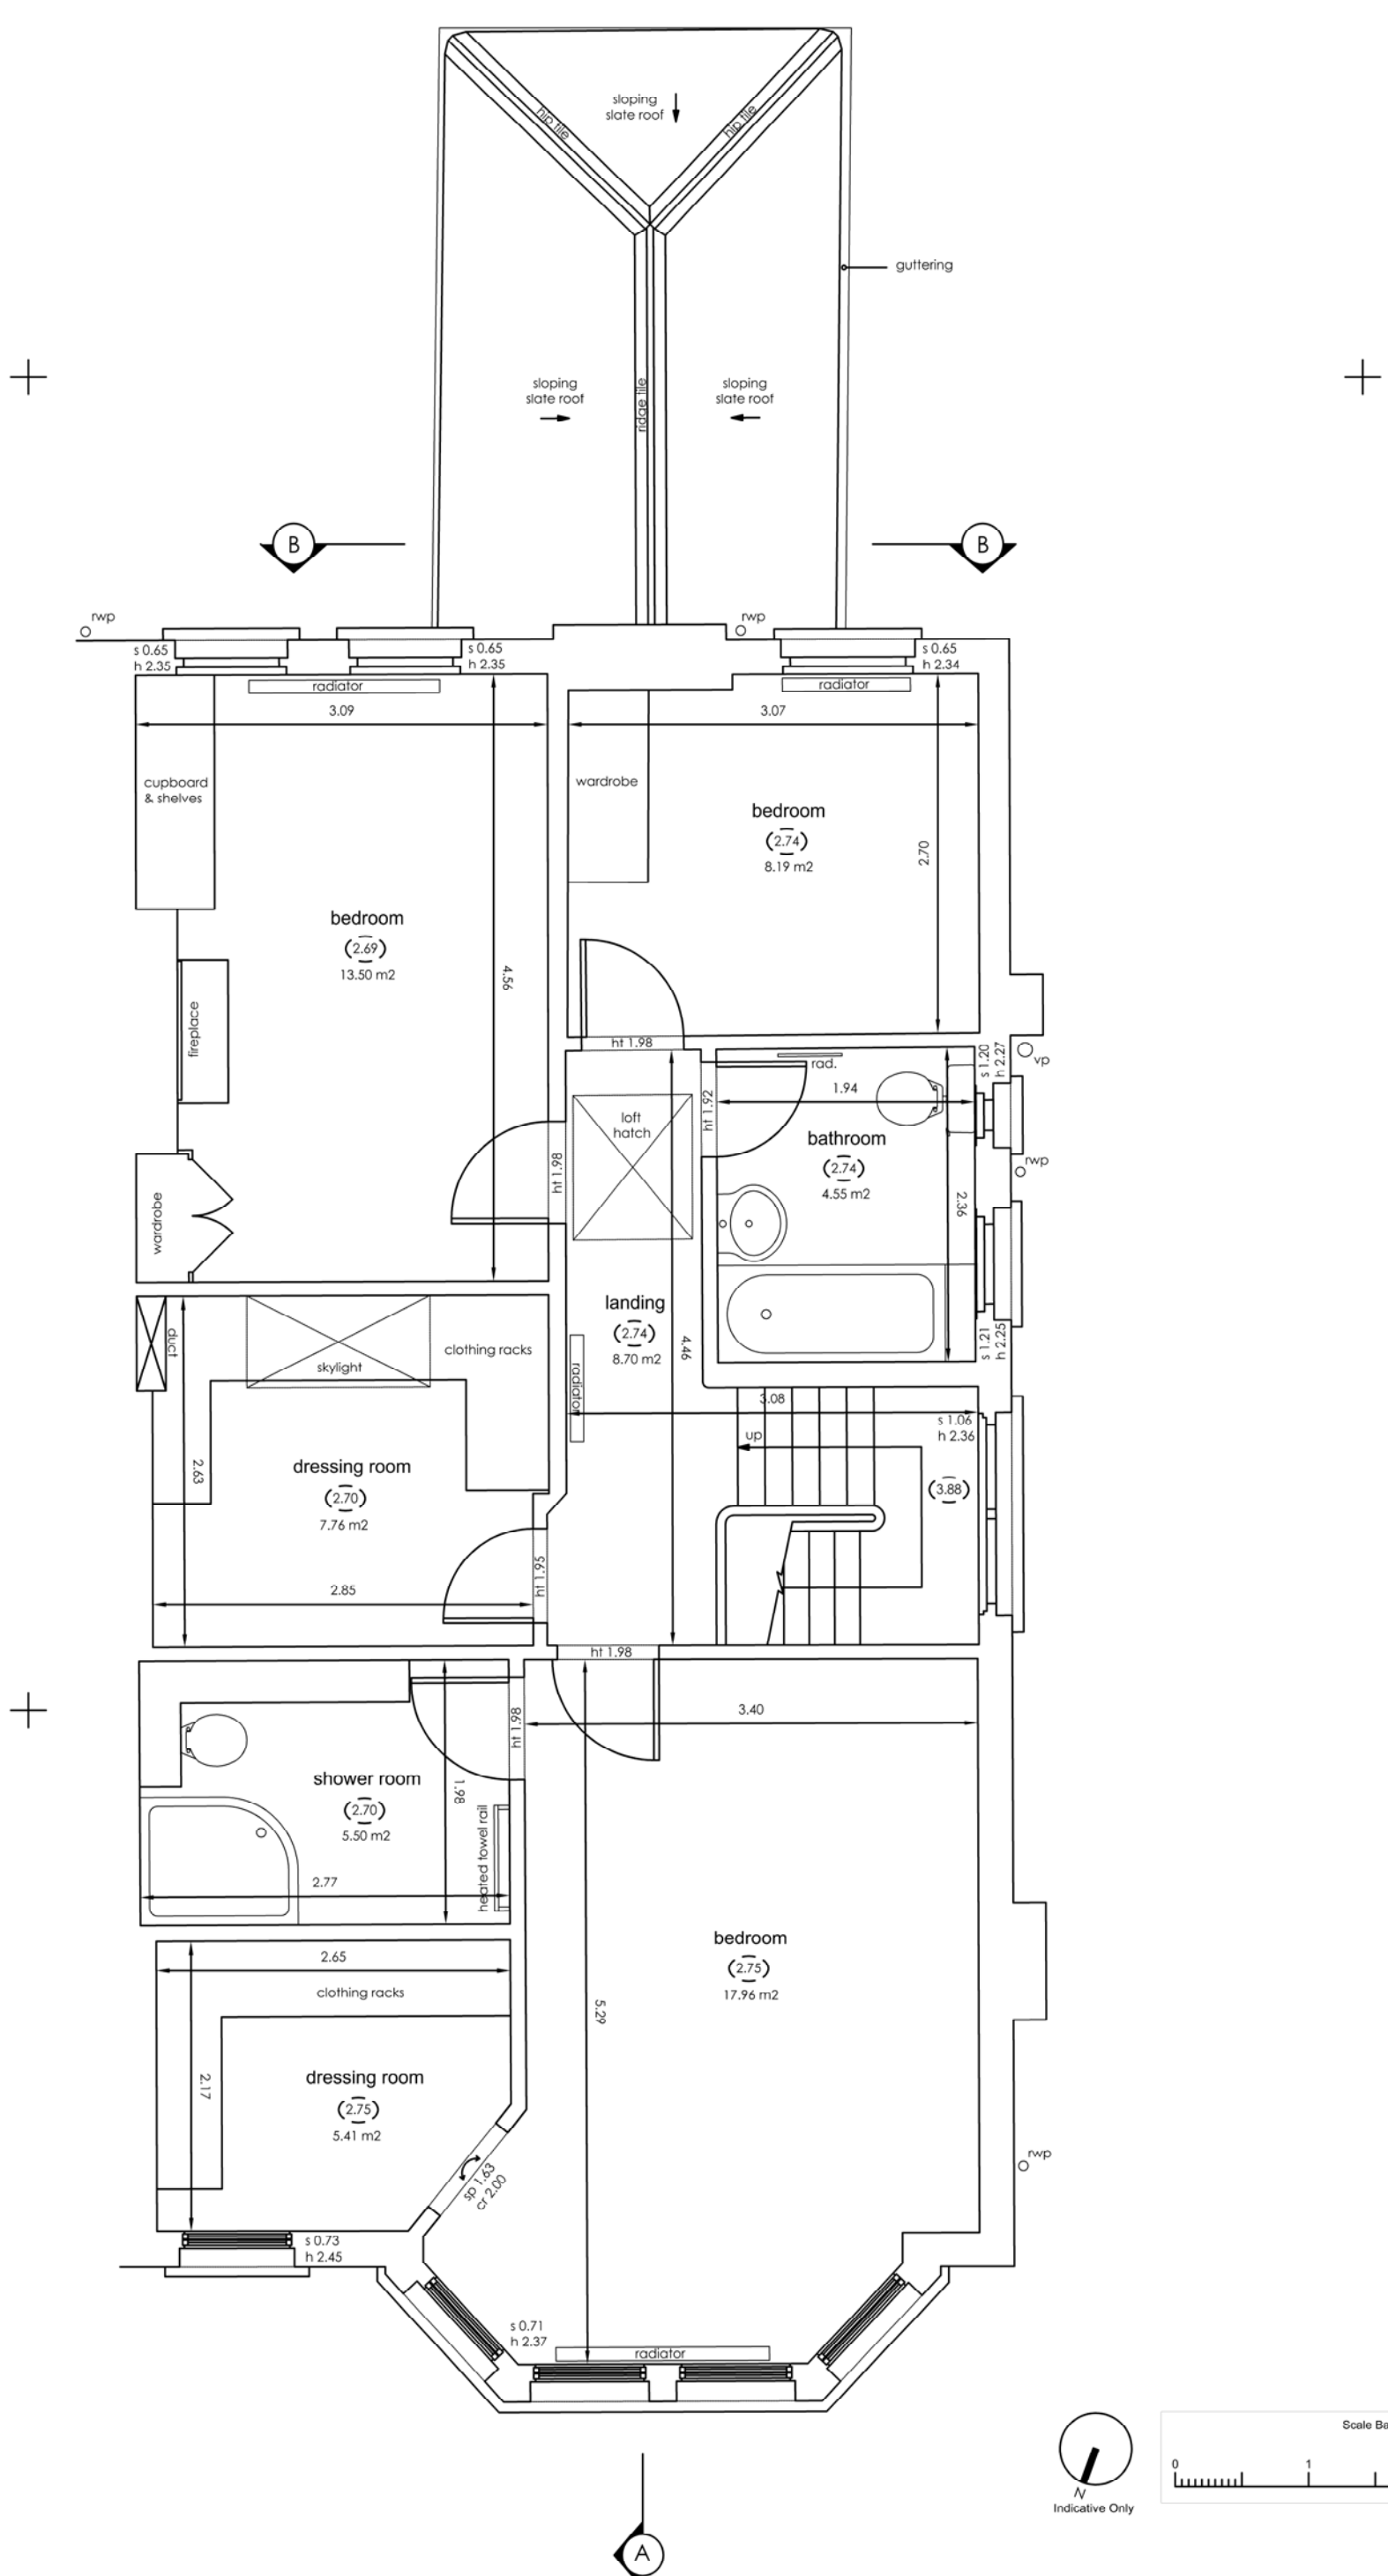 sloping
slate roof
hip tile
hip tile
guttering
sloping
slate roof
ridge tile
sloping
slate roof
B
B
rwp
rwp
s 0.65
h 2.35
s 0.65
h 2.35
s 0.65
h 2.34
radiator
radiator
3.09
3.07
cupboard
& shelves
wardrobe
bedroom
2.74
8.19 m2
2.70
bedroom
2.69
13.50 m2
4.56
fireplace
ht 1.98
s 1.20
h 2.27
vp
rad.
1.94
ht 1.92
loft
hatch
bathroom
2.74
4.55 m2
ht 1.98
rwp
wardrobe
2.36
landing
2.74
8.70 m2
4.46
s 1.21
h 2.25
duct
skylight
clothing racks
radiator
3.08
s 1.06
h 2.36
up
2.63
dressing room
2.70
7.76 m2
3.88
ht 1.95
2.85
ht 1.98
3.40
ht 1.98
shower room
2.70
5.50 m2
1.98
heated towel rail
2.77
bedroom
2.75
17.96 m2
2.65
clothing racks
5.29
dressing room
2.75
5.41 m2
2.17
sp 1.63
cr 2.00
rwp
s 0.73
h 2.45
s 0.71
h 2.37
radiator
Scale Ba
0
1
N
Indicative Only
A